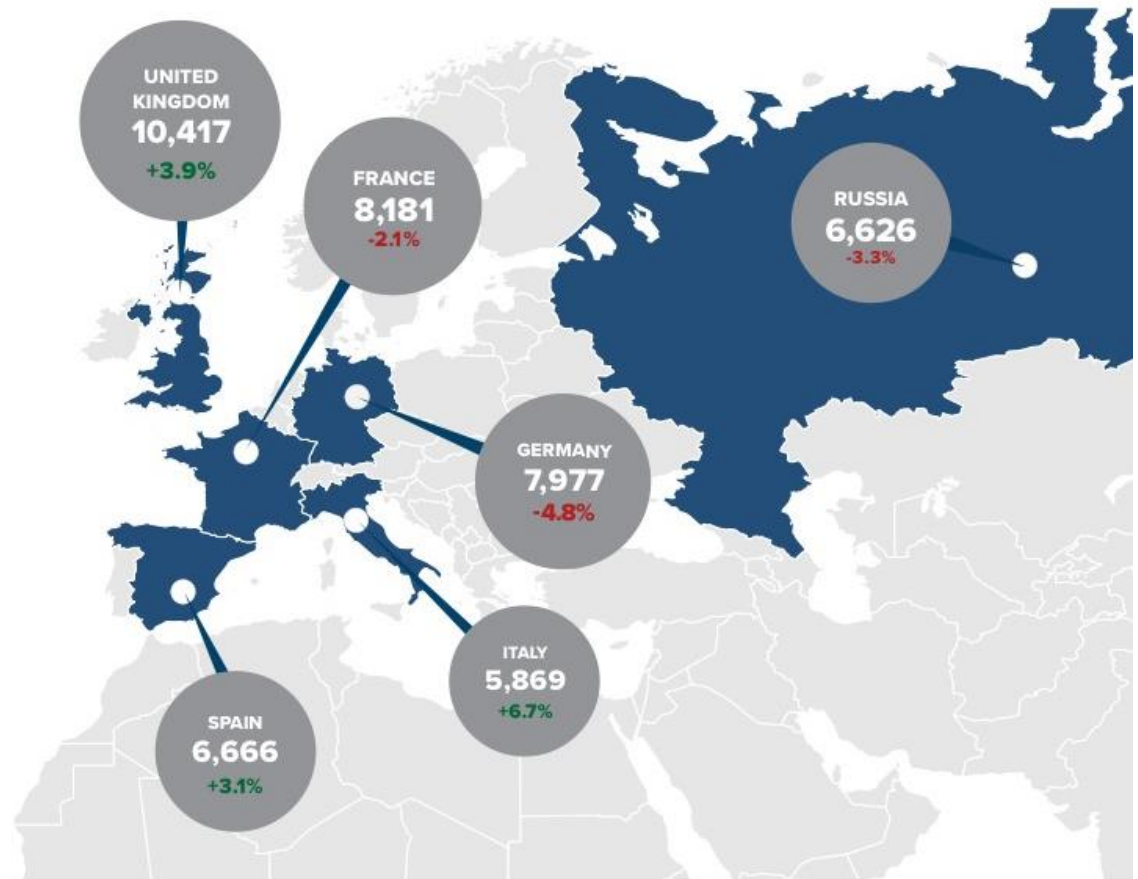 UNITED
KINGDOM
10,417
+3.9%
FRANCE
8,181
-2.1%
RUSSIA
6,626
-3.3%
GERMANY
7,977
-4.8%
ITALY
5,869
+6.7%
SPAIN
6,666
+3.1%